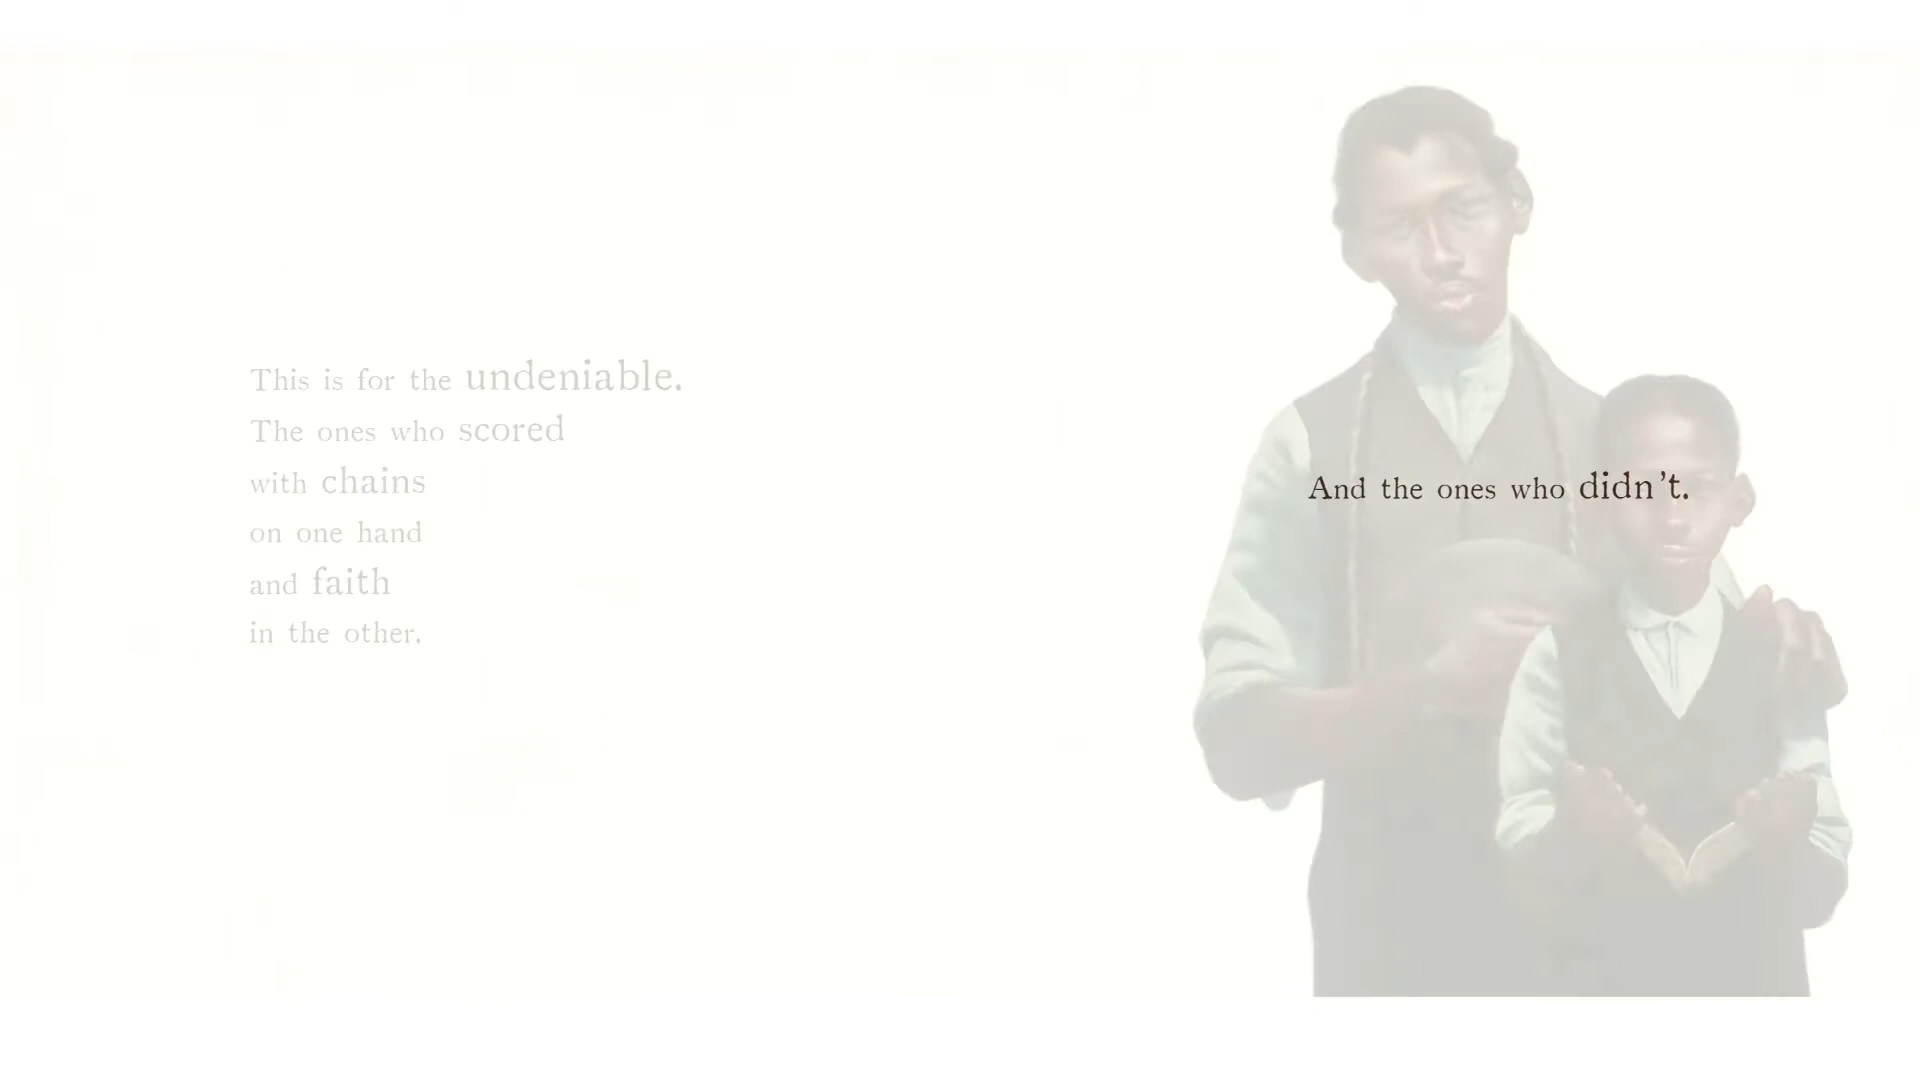 This is for the undeniable.
The ones who scored
with chains
on one hand
and faith
in the other.
And the ones who didn't.